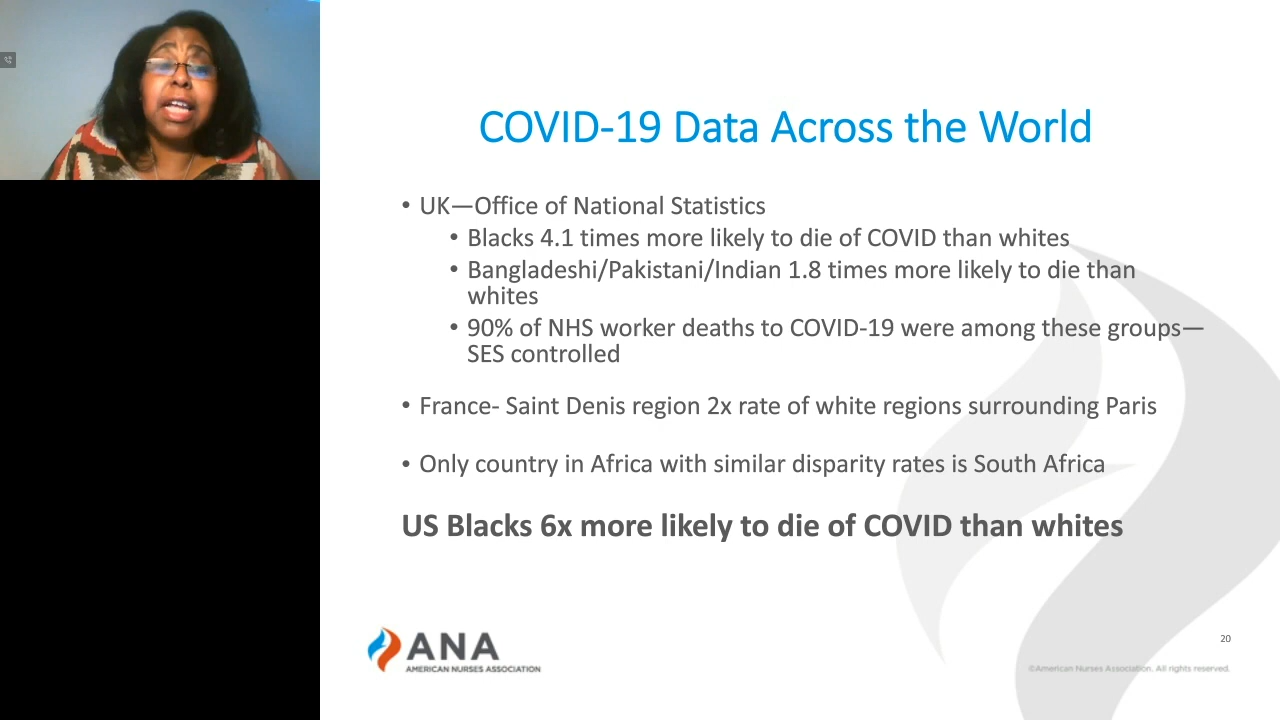 COVID-19 Data Across the World
• UK—Office of National Statistics
• Blacks 4.1 times more likely to die of COVID than whites
• Bangladeshi/Pakistani/Indian 1.8 times more likely to die than
whites
• 90% of NHS worker deaths to COVID-19 were among these groups—
SES controlled
• France- Saint Denis region 2x rate of white regions surrounding Paris
• Only country in Africa with similar disparity rates is South Africa
US Blacks 6x more likely to die of COVID than whites
ANA
AMERICAN NURSES ASSOCIATION
20
©American Nurses Association. All rights reserved.